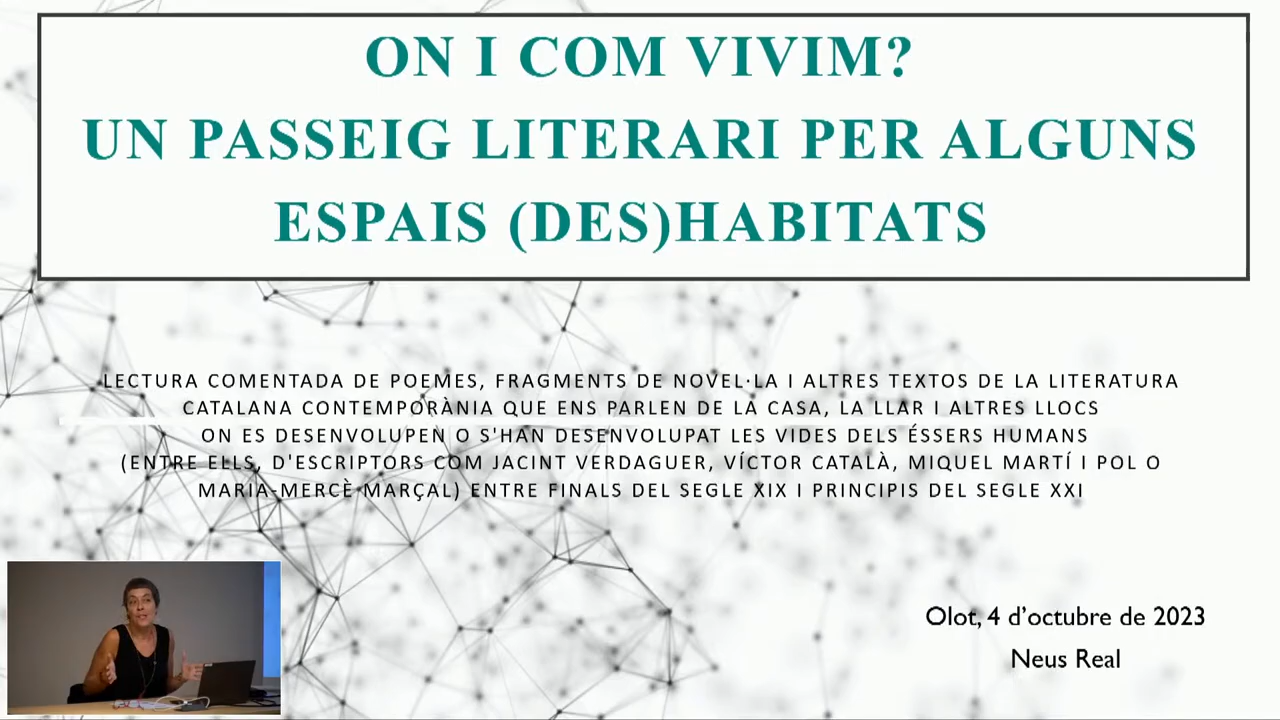 ON I COM VIVIM?
UN PASSEIG LITERARI PER ALGUNS
ESPAIS (DES)HABITATS
LECTURA COMENTADA DE POEMES, FRAGMENTS DE NOVEL·LA I ALTRES TEXTOS DE LA LITERATURA
CATALANA CONTEMPORÀNIA QUE ENS PARLEN DE LA CASA, LA LLAR I ALTRES LLOCS
ON ES DESENVOLUPEN O S'HAN DESENVOLUPAT LES VIDES DELS ÉSSERS HUMANS
(ENTRE ELLS, D'ESCRIPTORS COM JACINT VERDAGUER, VÍCTOR CATALÀ, MIQUEL MARTÍ I POL O
MARIA-MERCÈ MARÇAL) ENTRE FINALS DEL SEGLE XIX I PRINCIPIS DEL SEGLE XXI
Olot, 4 d’octubre de 2023
Neus Real